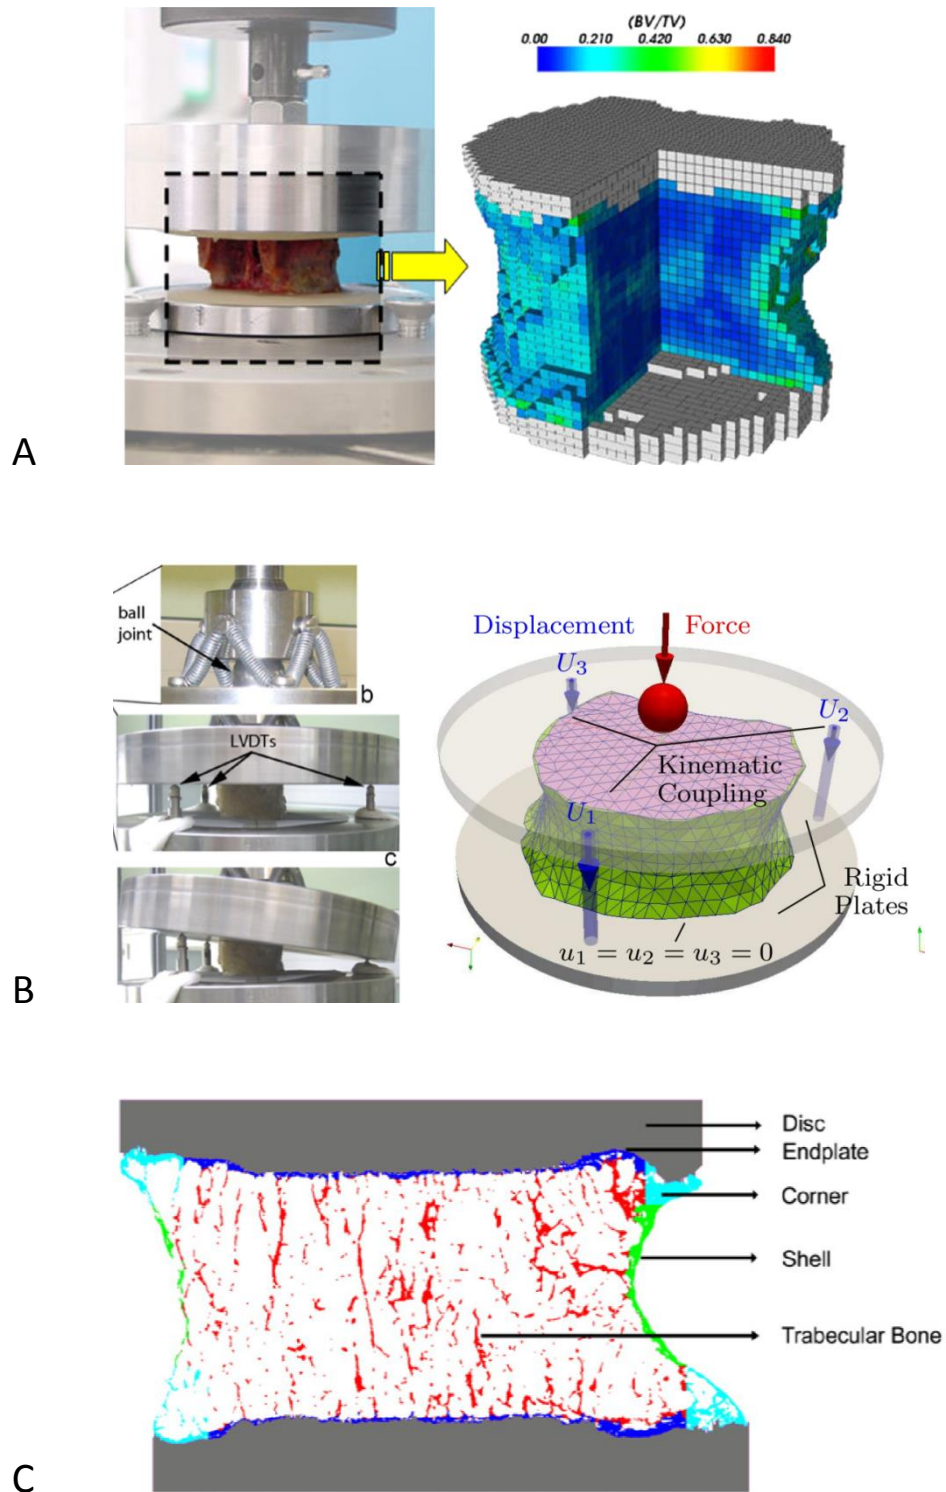 (BV/TV)
0.00 0.210 0.420 0.630 0.840
A
ball
joint
b
LVDTs
c
Displacement Force
U₃
U₂
Kinematic
Coupling
U₁
Rigid
Plates
u₁ = u₂ = u₃ = 0
B
Disc
Endplate
Corner
Shell
Trabecular Bone
C